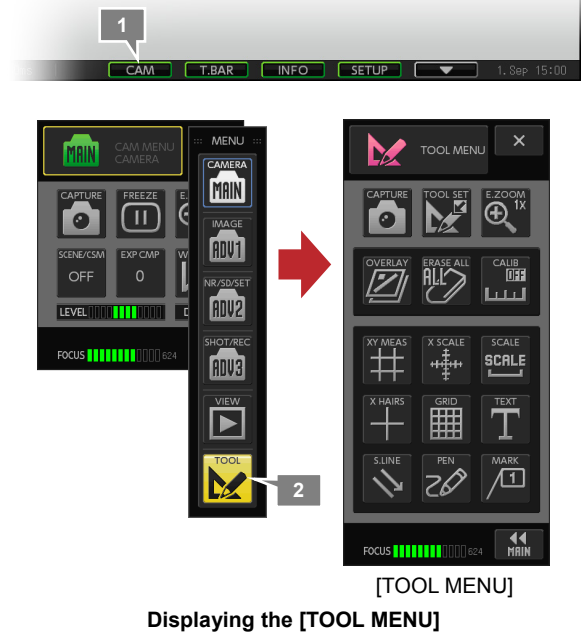 1
CAM T.BAR INFO SETUP 1.Sep 15:00
MAIN
CAM MENU
CAMERA
CAPTURE FREEZE E.
SCENE/CSM EXP CMP W
OFF 0
LEVEL D
FOCUS 624
::: MENU :::
CAMERA
MAIN
IMAGE
ADV1
NR/SD/SET
ADV2
SHOT/REC
ADV3
VIEW
TOOL
2
TOOL MENU ×
CAPTURE TOOL SET E.ZOOM
1X
OVERLAY ERASE ALL CALIB
ALL OFF
XY MEAS X SCALE SCALE
SCALE
X HAIRS GRID TEXT
T
S.LINE PEN MARK
1
FOCUS 624 MAIN
[TOOL MENU]
Displaying the [TOOL MENU]